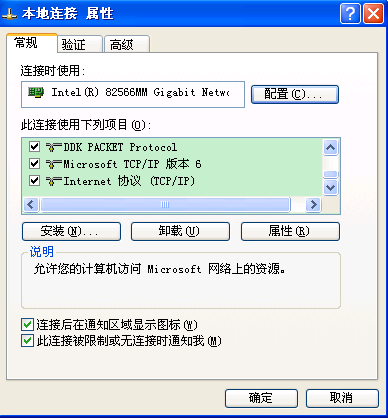 本地连接 属性
常规 验证 高级
连接时使用:
Intel(R) 82566MM Gigabit Netwo
配置(C)...
此连接使用下列项目(O):
DDK PACKET Protocol
Microsoft TCP/IP 版本 6
Internet 协议 (TCP/IP)
安装(N)... 卸载(U) 属性(R)
说明
允许您的计算机访问 Microsoft 网络上的资源。
连接后在通知区域显示图标(W)
此连接被限制或无连接时通知我(M)
确定 取消